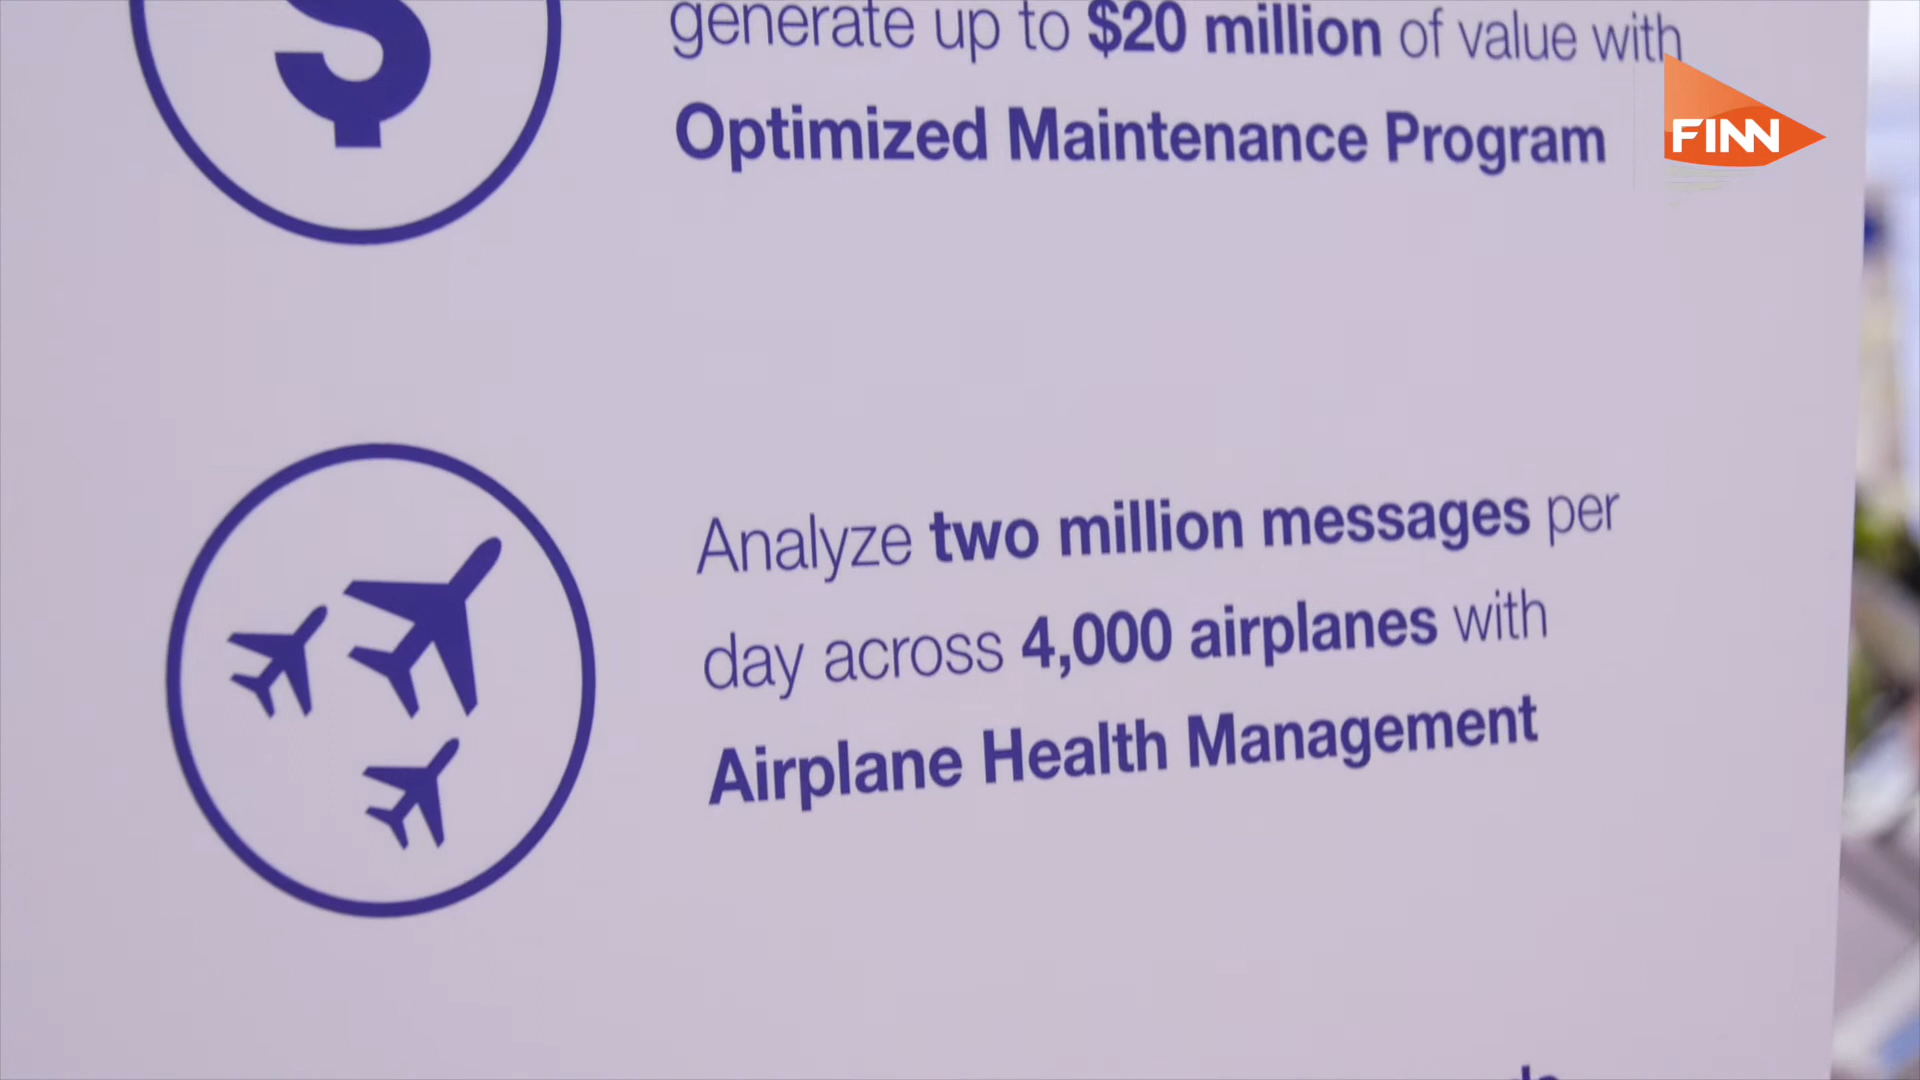 generate up to $20 million of value with
Optimized Maintenance Program
FINN
Analyze two million messages per
day across 4,000 airplanes with
Airplane Health Management